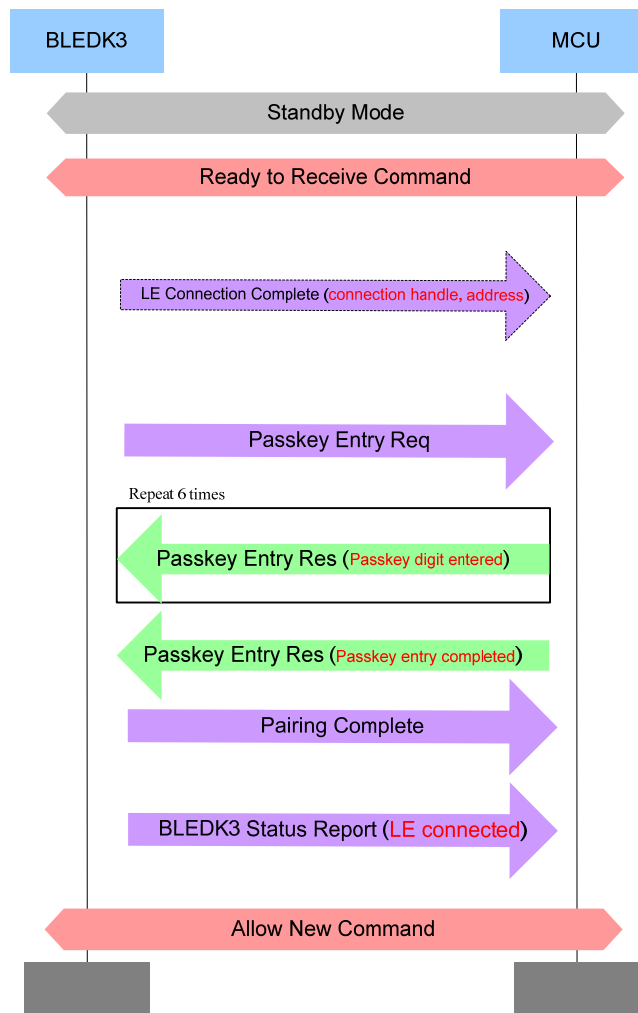 BLEDK3
MCU
Standby Mode
Ready to Receive Command
LE Connection Complete (connection handle, address)
Passkey Entry Req
Repeat 6 times
Passkey Entry Res (Passkey digit entered)
Passkey Entry Res (Passkey entry completed)
Pairing Complete
BLEDK3 Status Report (LE connected)
Allow New Command